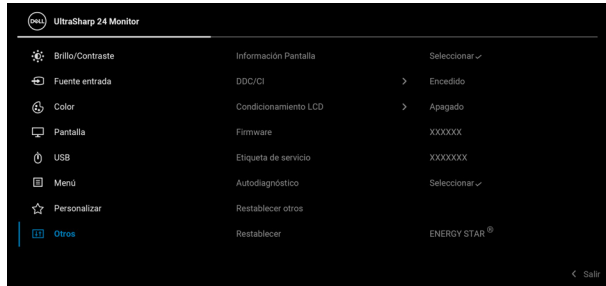 DELL UltraSharp 24 Monitor
Brillo/Contraste Información Pantalla Seleccionar✓
Fuente entrada DDC/CI > Encedido
Color Condicionamiento LCD > Apagado
Pantalla Firmware XXXXXX
USB Etiqueta de servicio XXXXXXX
Menú Autodiagnóstico Seleccionar✓
Personalizar Restablecer otros
Otros Restablecer ENERGY STAR®
< Salir